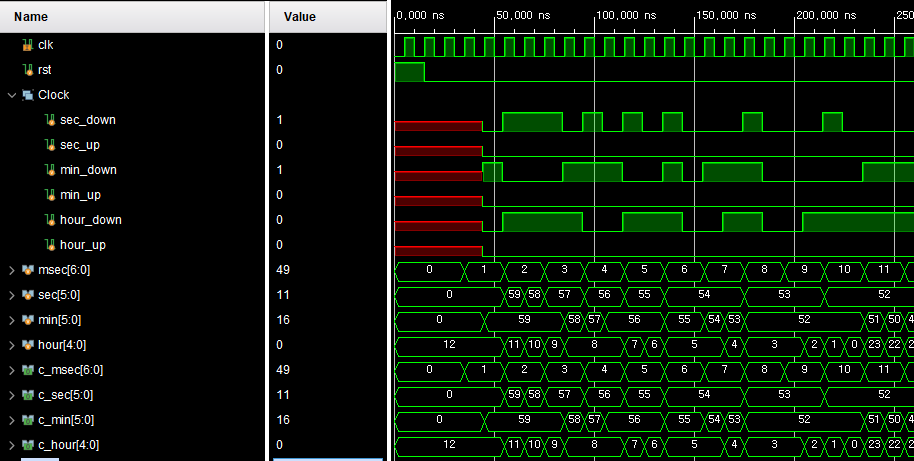 Name Value 0,000 ns 50,000 ns 100,000 ns 150,000 ns 200,000 ns 250
clk 0
rst 0
Clock
sec_down 1
sec_up 0
min_down 1
min_up 0
hour_down 0
hour_up 0
msec[6:0] 49 0 1 2 3 4 5 6 7 8 9 10 11
sec[5:0] 11 0 59 58 57 56 55 54 53 52
min[5:0] 16 0 59 58 57 56 55 54 53 52 51 50 4
hour[4:0] 0 12 11 10 9 8 7 6 5 4 3 2 1 0 23 22 2
c_msec[6:0] 49 0 1 2 3 4 5 6 7 8 9 10 11
c_sec[5:0] 11 0 59 58 57 56 55 54 53 52
c_min[5:0] 16 0 59 58 57 56 55 54 53 52 51 50 4
c_hour[4:0] 0 12 11 10 9 8 7 6 5 4 3 2 1 0 23 22 2